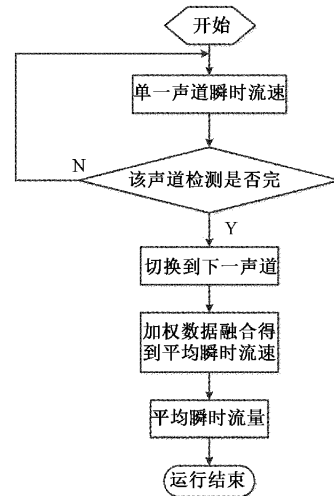 开始
单一声道瞬时流速
N
该声道检测是否完
Y
切换到下一声道
加权数据融合得
到平均瞬时流速
平均瞬时流量
运行结束